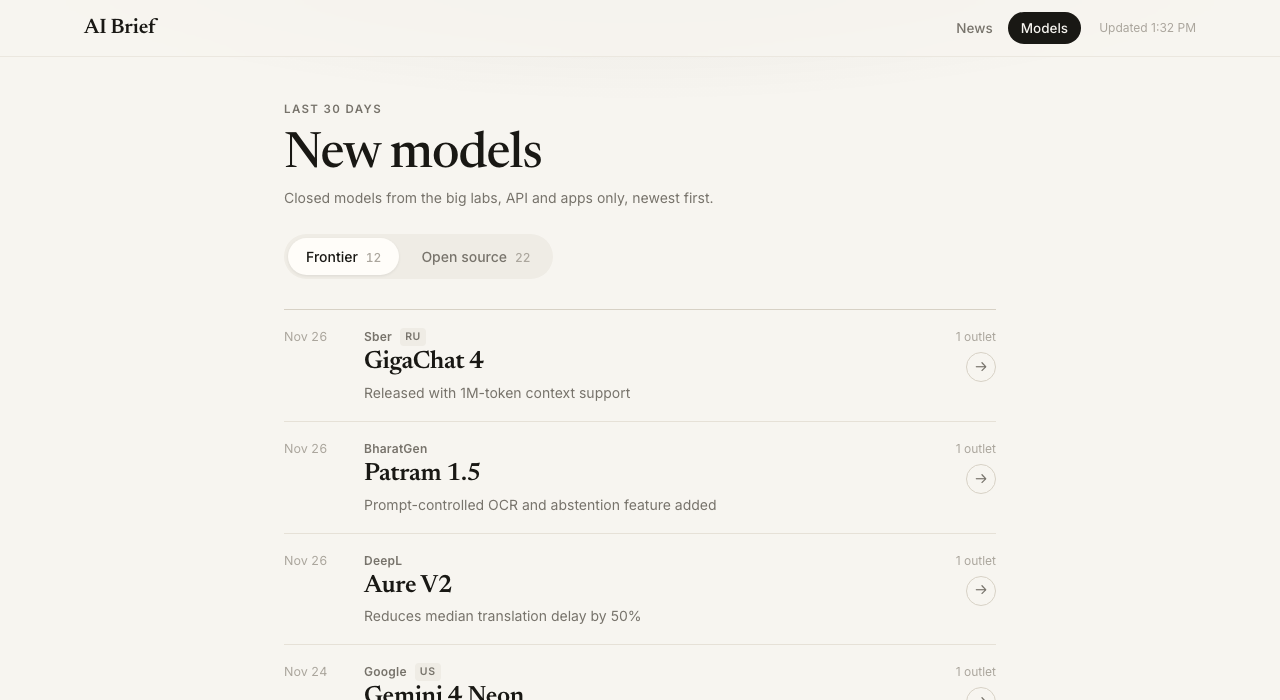 AI Brief
News Models Updated 1:32 PM
LAST 30 DAYS
New models
Closed models from the big labs, API and apps only, newest first.
Frontier 12 Open source 22
Nov 26 Sber RU 1 outlet
GigaChat 4
Released with 1M-token context support
Nov 26 BharatGen 1 outlet
Patram 1.5
Prompt-controlled OCR and abstention feature added
Nov 26 DeepL 1 outlet
Aure V2
Reduces median translation delay by 50%
Nov 24 Google US 1 outlet
Gemini 4 Neon